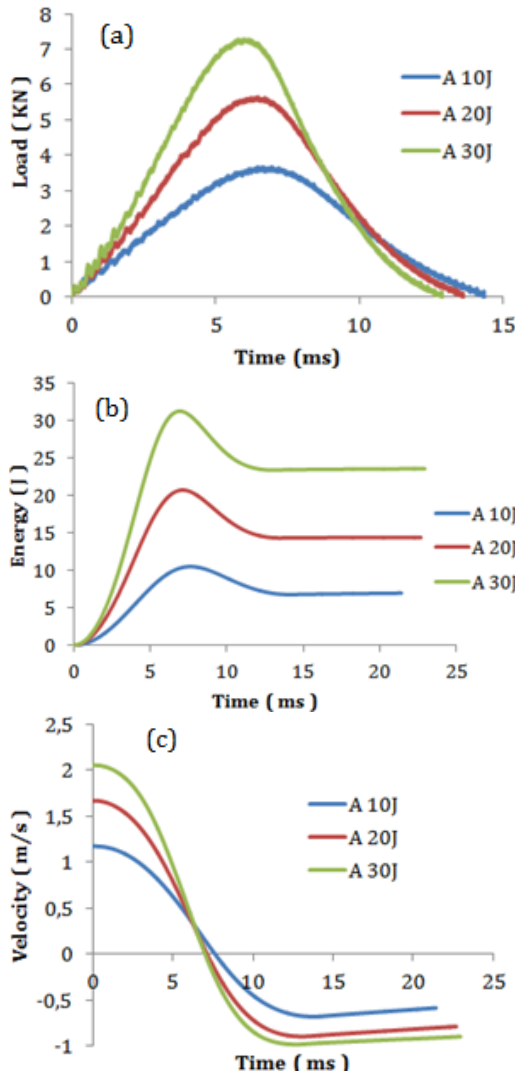 (a)
8
7
6
5
4
3
2
1
0
Load ( KN )
A 10J
A 20J
A 30J
0 5 10 15
Time (ms)
(b)
35
30
25
20
15
10
5
0
Energy ( J )
A 10J
A 20J
A 30J
0 5 10 15 20 25
Time ( ms )
(c)
2,5
2
1,5
1
0,5
0
-0,5
-1
Velocity ( m/s )
A 10J
A 20J
A 30J
0 5 10 15 20 25
Time ( ms )